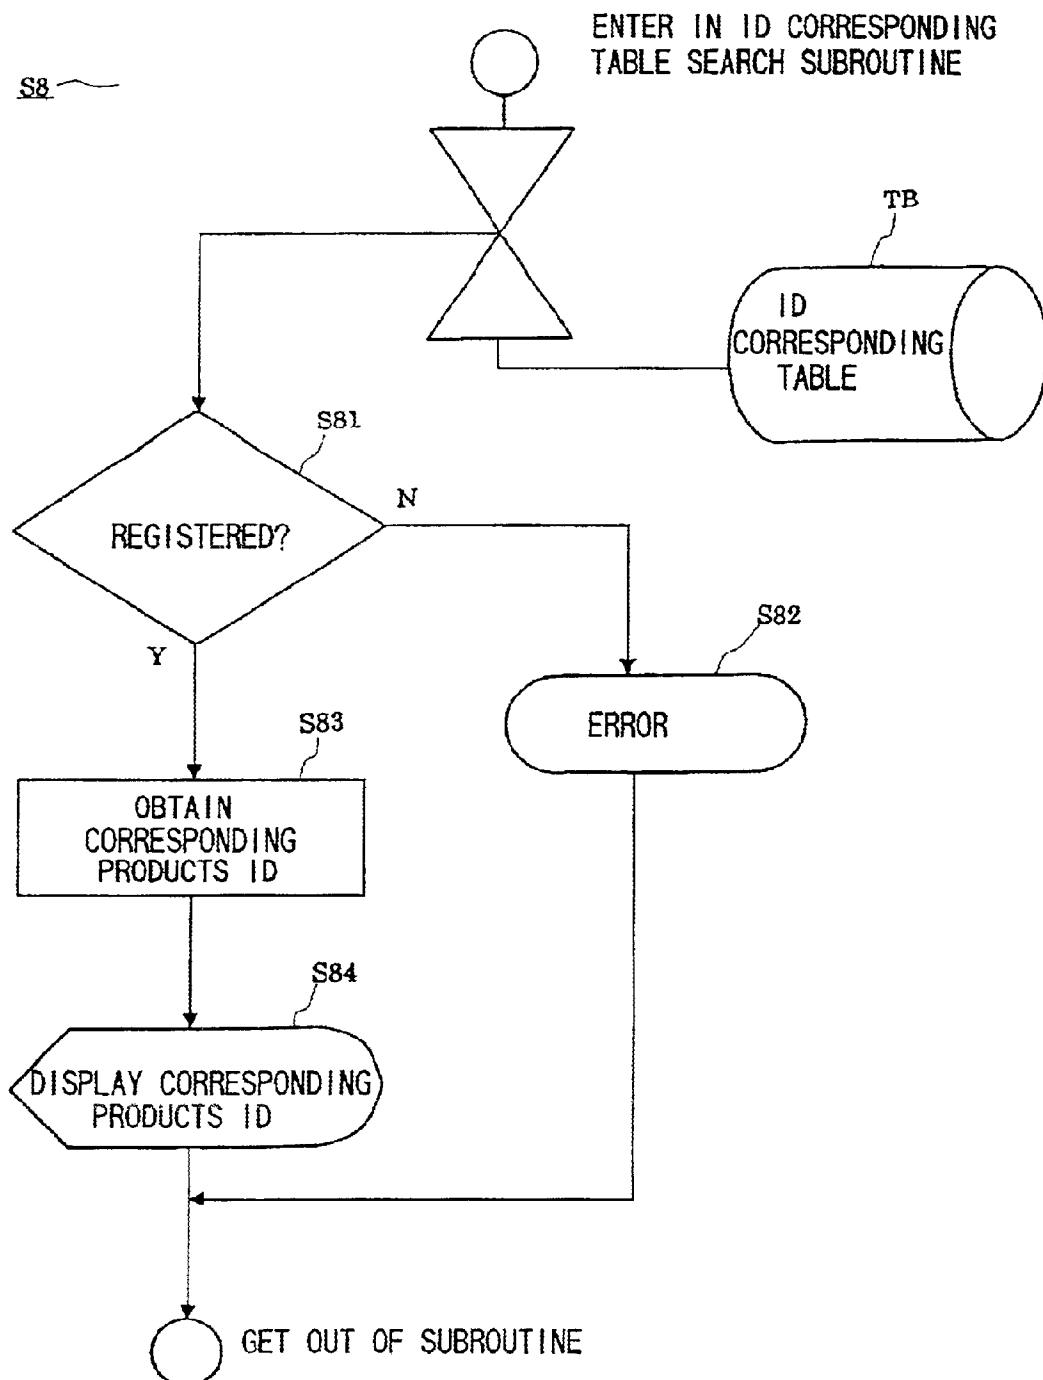 ENTER IN ID CORRESPONDING
TABLE SEARCH SUBROUTINE
S8
TB
ID
CORRESPONDING
TABLE
S81
N
REGISTERED?
Y
S82
ERROR
S83
OBTAIN
CORRESPONDING
PRODUCTS ID
S84
DISPLAY CORRESPONDING
PRODUCTS ID
GET OUT OF SUBROUTINE